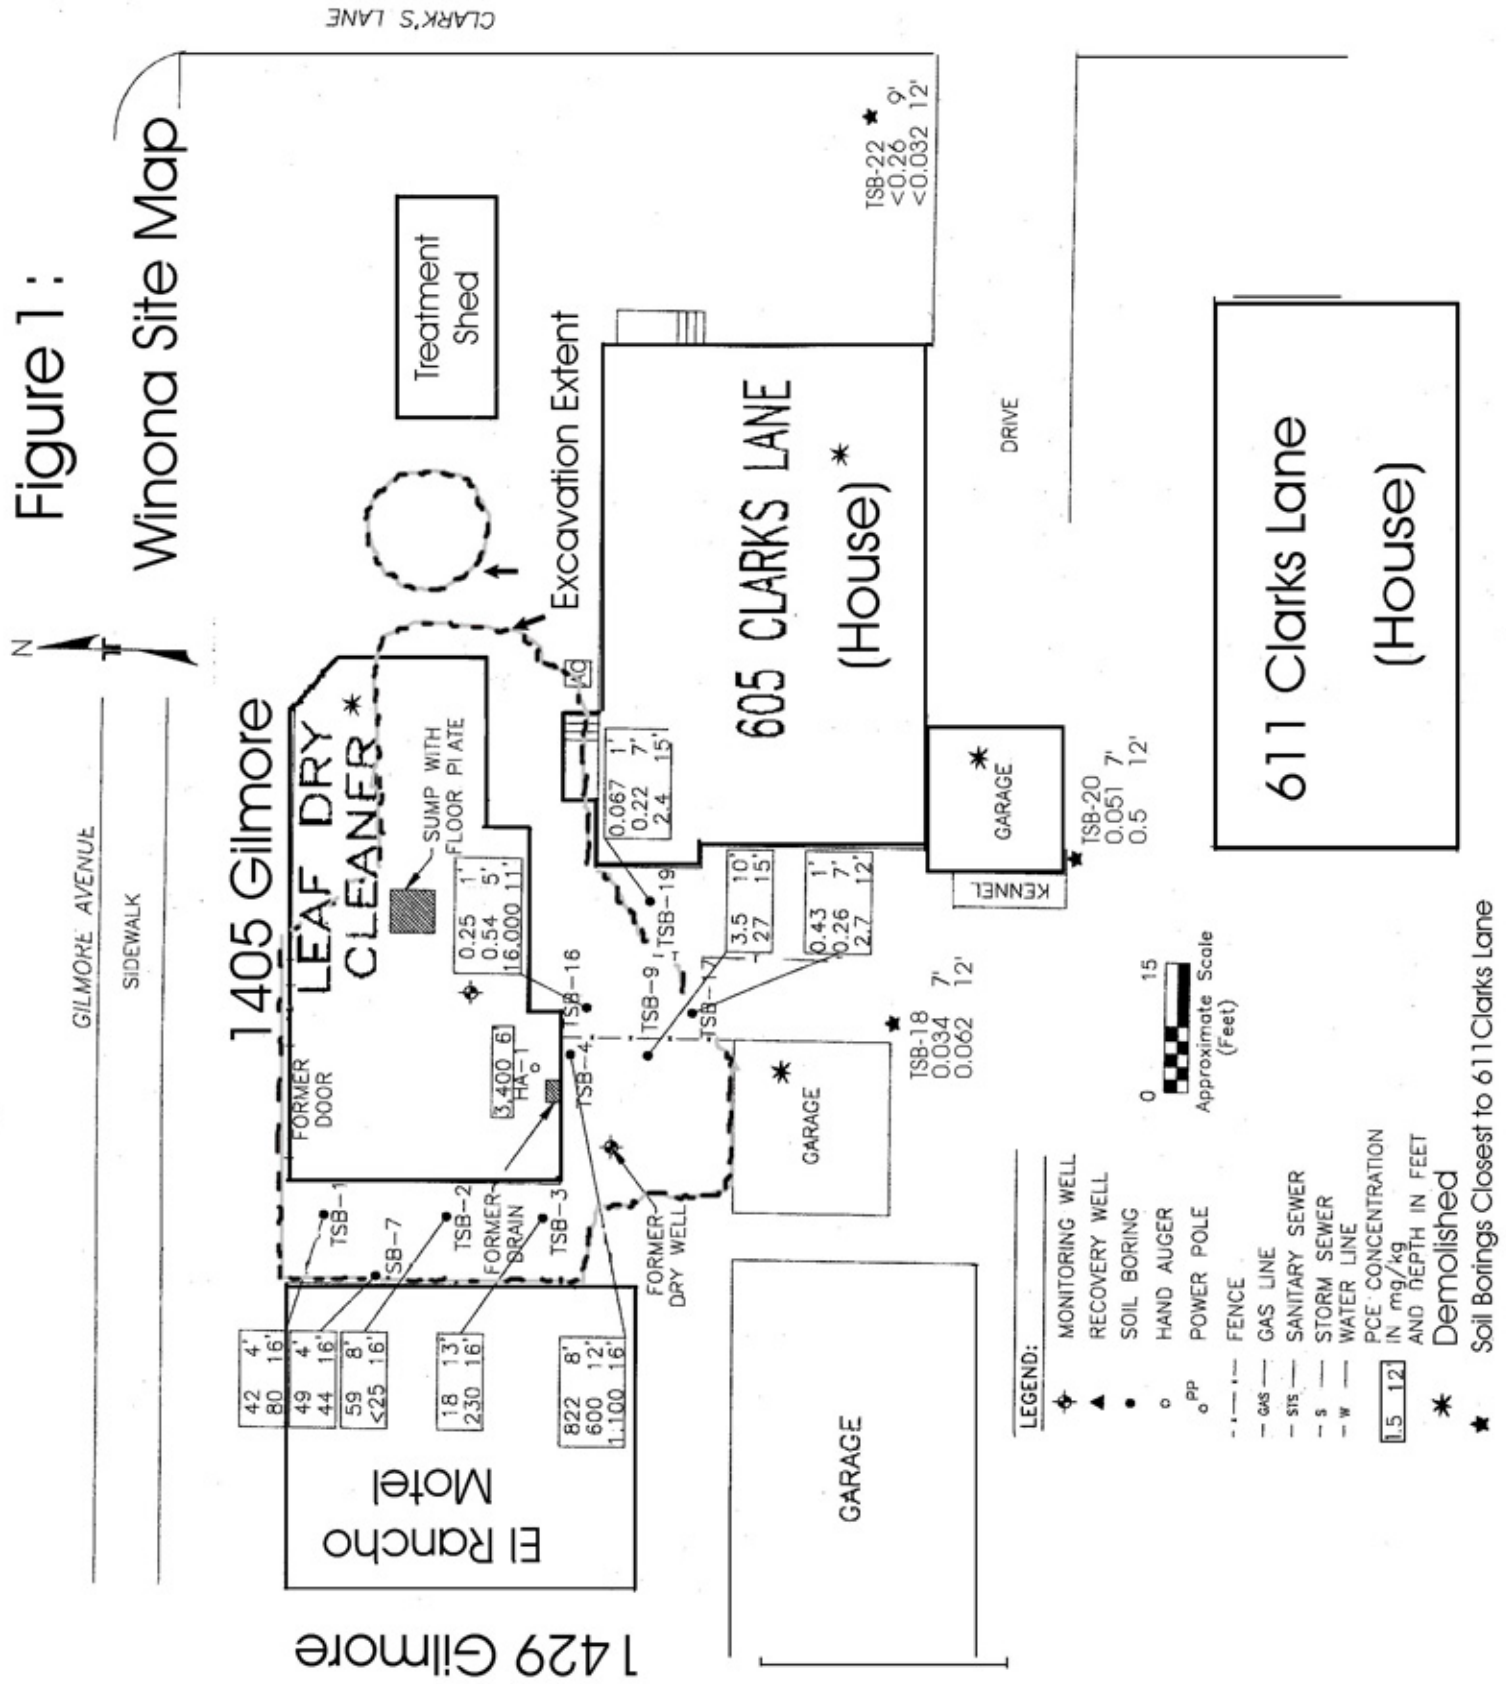 Figure 1 :
Winona Site Map
N
CLARK'S LANE
GILMORE AVENUE
SIDEWALK
1405 Gilmore
LEAF DRY
CLEANER
SUMP WITH
FLOOR PLATE
FORMER
DOOR
0.25 1'
0.54 5'
16,000 11'
3,400 6'
HA-1
TSB-16
TSB-4
TSB-9
TSB-17
TSB-19
0.067 1'
0.22 7'
2.4 15'
3.5 10'
27 15'
0.43 1'
0.26 7'
2.7 12'
Treatment
Shed
Excavation Extent
AC
605 CLARKS LANE
(House)
TSB-22
<0.26 9'
<0.032 12'
DRIVE
GARAGE
KENNEL
TSB-20
0.051 7'
0.5 12'
611 Clarks Lane
(House)
TSB-1
SB-7
TSB-2
FORMER
DRAIN
TSB-3
FORMER
DRY WELL
42 4'
80 16'
49 4'
44 16'
59 8'
<25 16'
18 13'
230 16'
822 8'
600 12'
1,100 16'
El Rancho
Motel
1429 Gilmore
GARAGE
TSB-18
0.034 7'
0.062 12'
GARAGE
0 15
Approximate Scale
(Feet)
LEGEND:
MONITORING WELL
RECOVERY WELL
SOIL BORING
HAND AUGER
PP POWER POLE
FENCE
GAS GAS LINE
STS SANITARY SEWER
S STORM SEWER
W WATER LINE
1.5 12'
PCE CONCENTRATION
IN mg/kg
AND DEPTH IN FEET
Demolished
Soil Borings Closest to 611 Clarks Lane